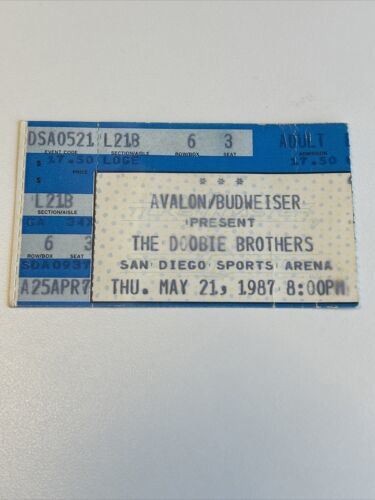 DSA0521 L21B 6 3 ADULT
EVENT CODE SECTION/AISLE ROW/BOX SEAT ADMISSION
$ 17.50 LOGE 17.50
PRICE
L21B
SECTION/AISLE
ROW/BOX SEAT
6 3
A25APR7
AVALON/BUDWEISER
PRESENT
THE DOOBIE BROTHERS
SAN DIEGO SPORTS ARENA
THU. MAY 21, 1987 8:00PM